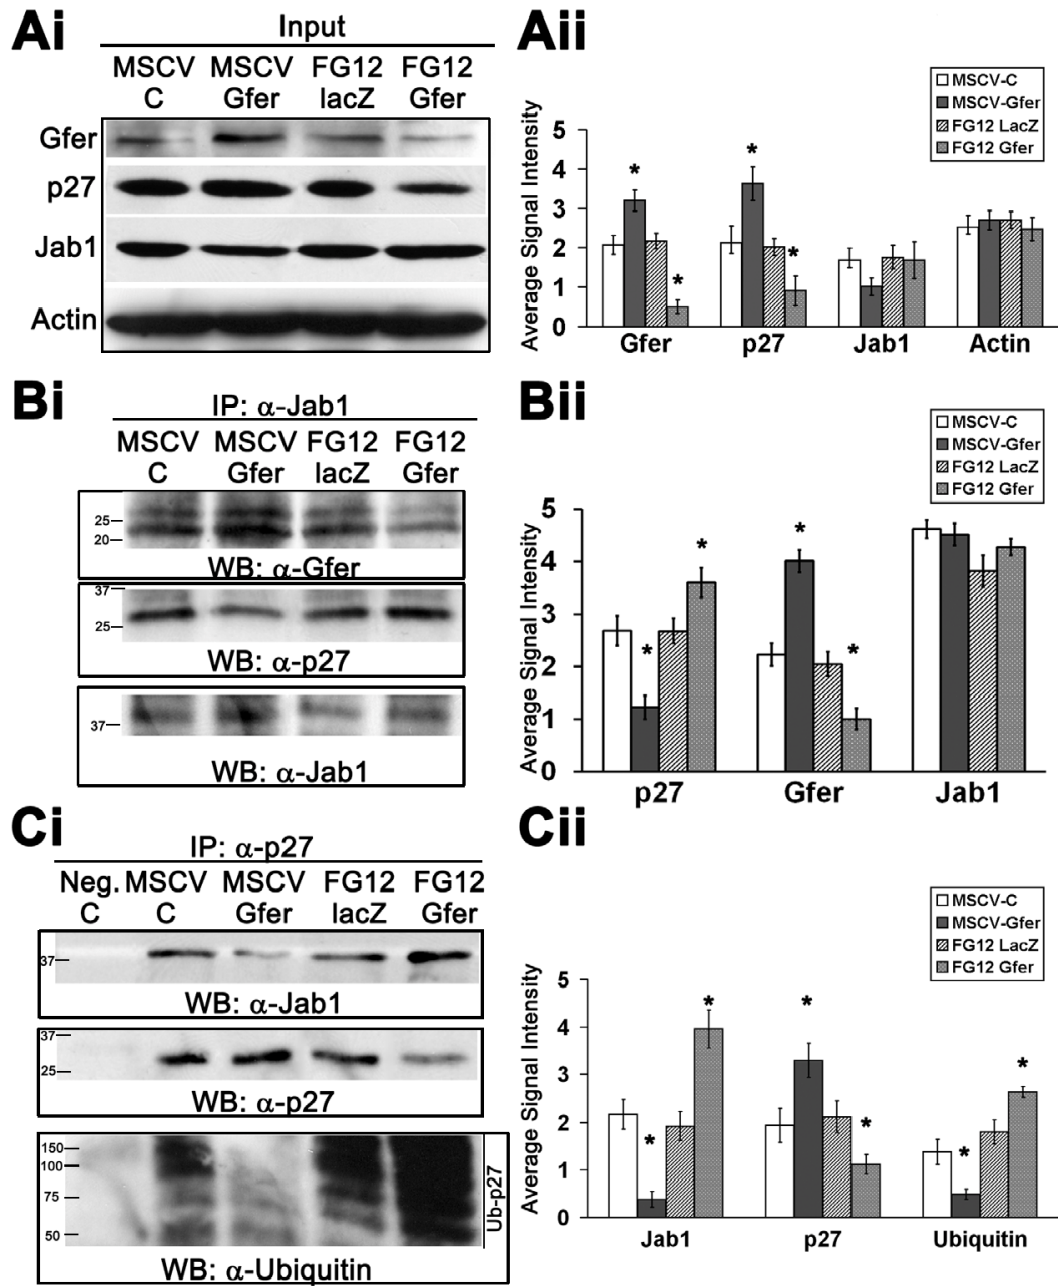 Ai
Input
MSCV MSCV FG12 FG12
C Gfer lacZ Gfer
Gfer
p27
Jab1
Actin
Aii
MSCV-C
MSCV-Gfer
FG12 LacZ
FG12 Gfer
Average Signal Intensity
5
4
3
2
1
0
* * * *
Gfer p27 Jab1 Actin
Bi
IP: α-Jab1
MSCV MSCV FG12 FG12
C Gfer lacZ Gfer
25
20
WB: α-Gfer
37
25
WB: α-p27
37
WB: α-Jab1
Bii
MSCV-C
MSCV-Gfer
FG12 LacZ
FG12 Gfer
Average Signal Intensity
5
4
3
2
1
0
* * * *
p27 Gfer Jab1
Ci
IP: α-p27
Neg. MSCV MSCV FG12 FG12
C C Gfer lacZ Gfer
37
WB: α-Jab1
37
25
WB: α-p27
150
100
75
50
Ub-p27
WB: α-Ubiquitin
Cii
MSCV-C
MSCV-Gfer
FG12 LacZ
FG12 Gfer
Average Signal Intensity
5
4
3
2
1
0
* * * * * *
Jab1 p27 Ubiquitin